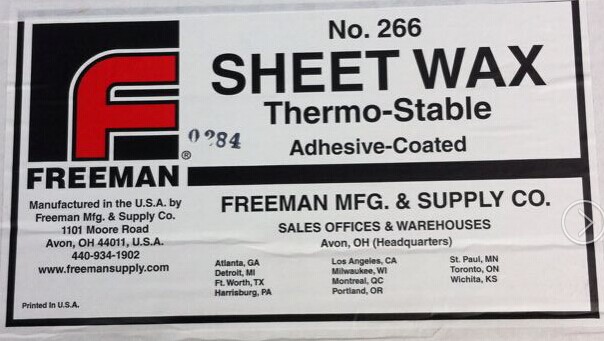 No. 266
SHEET WAX
Thermo-Stable
Adhesive-Coated
FREEMAN®
Manufactured in the U.S.A. by
Freeman Mfg. & Supply Co.
1101 Moore Road
Avon, OH 44011, U.S.A.
440-934-1902
www.freemansupply.com
Printed In U.S.A.
FREEMAN MFG. & SUPPLY CO.
SALES OFFICES & WAREHOUSES
Avon, OH (Headquarters)
Atlanta, GA
Detroit, MI
Ft. Worth, TX
Harrisburg, PA
Los Angeles, CA
Milwaukee, WI
Montreal, QC
Portland, OR
St. Paul, MN
Toronto, ON
Wichita, KS